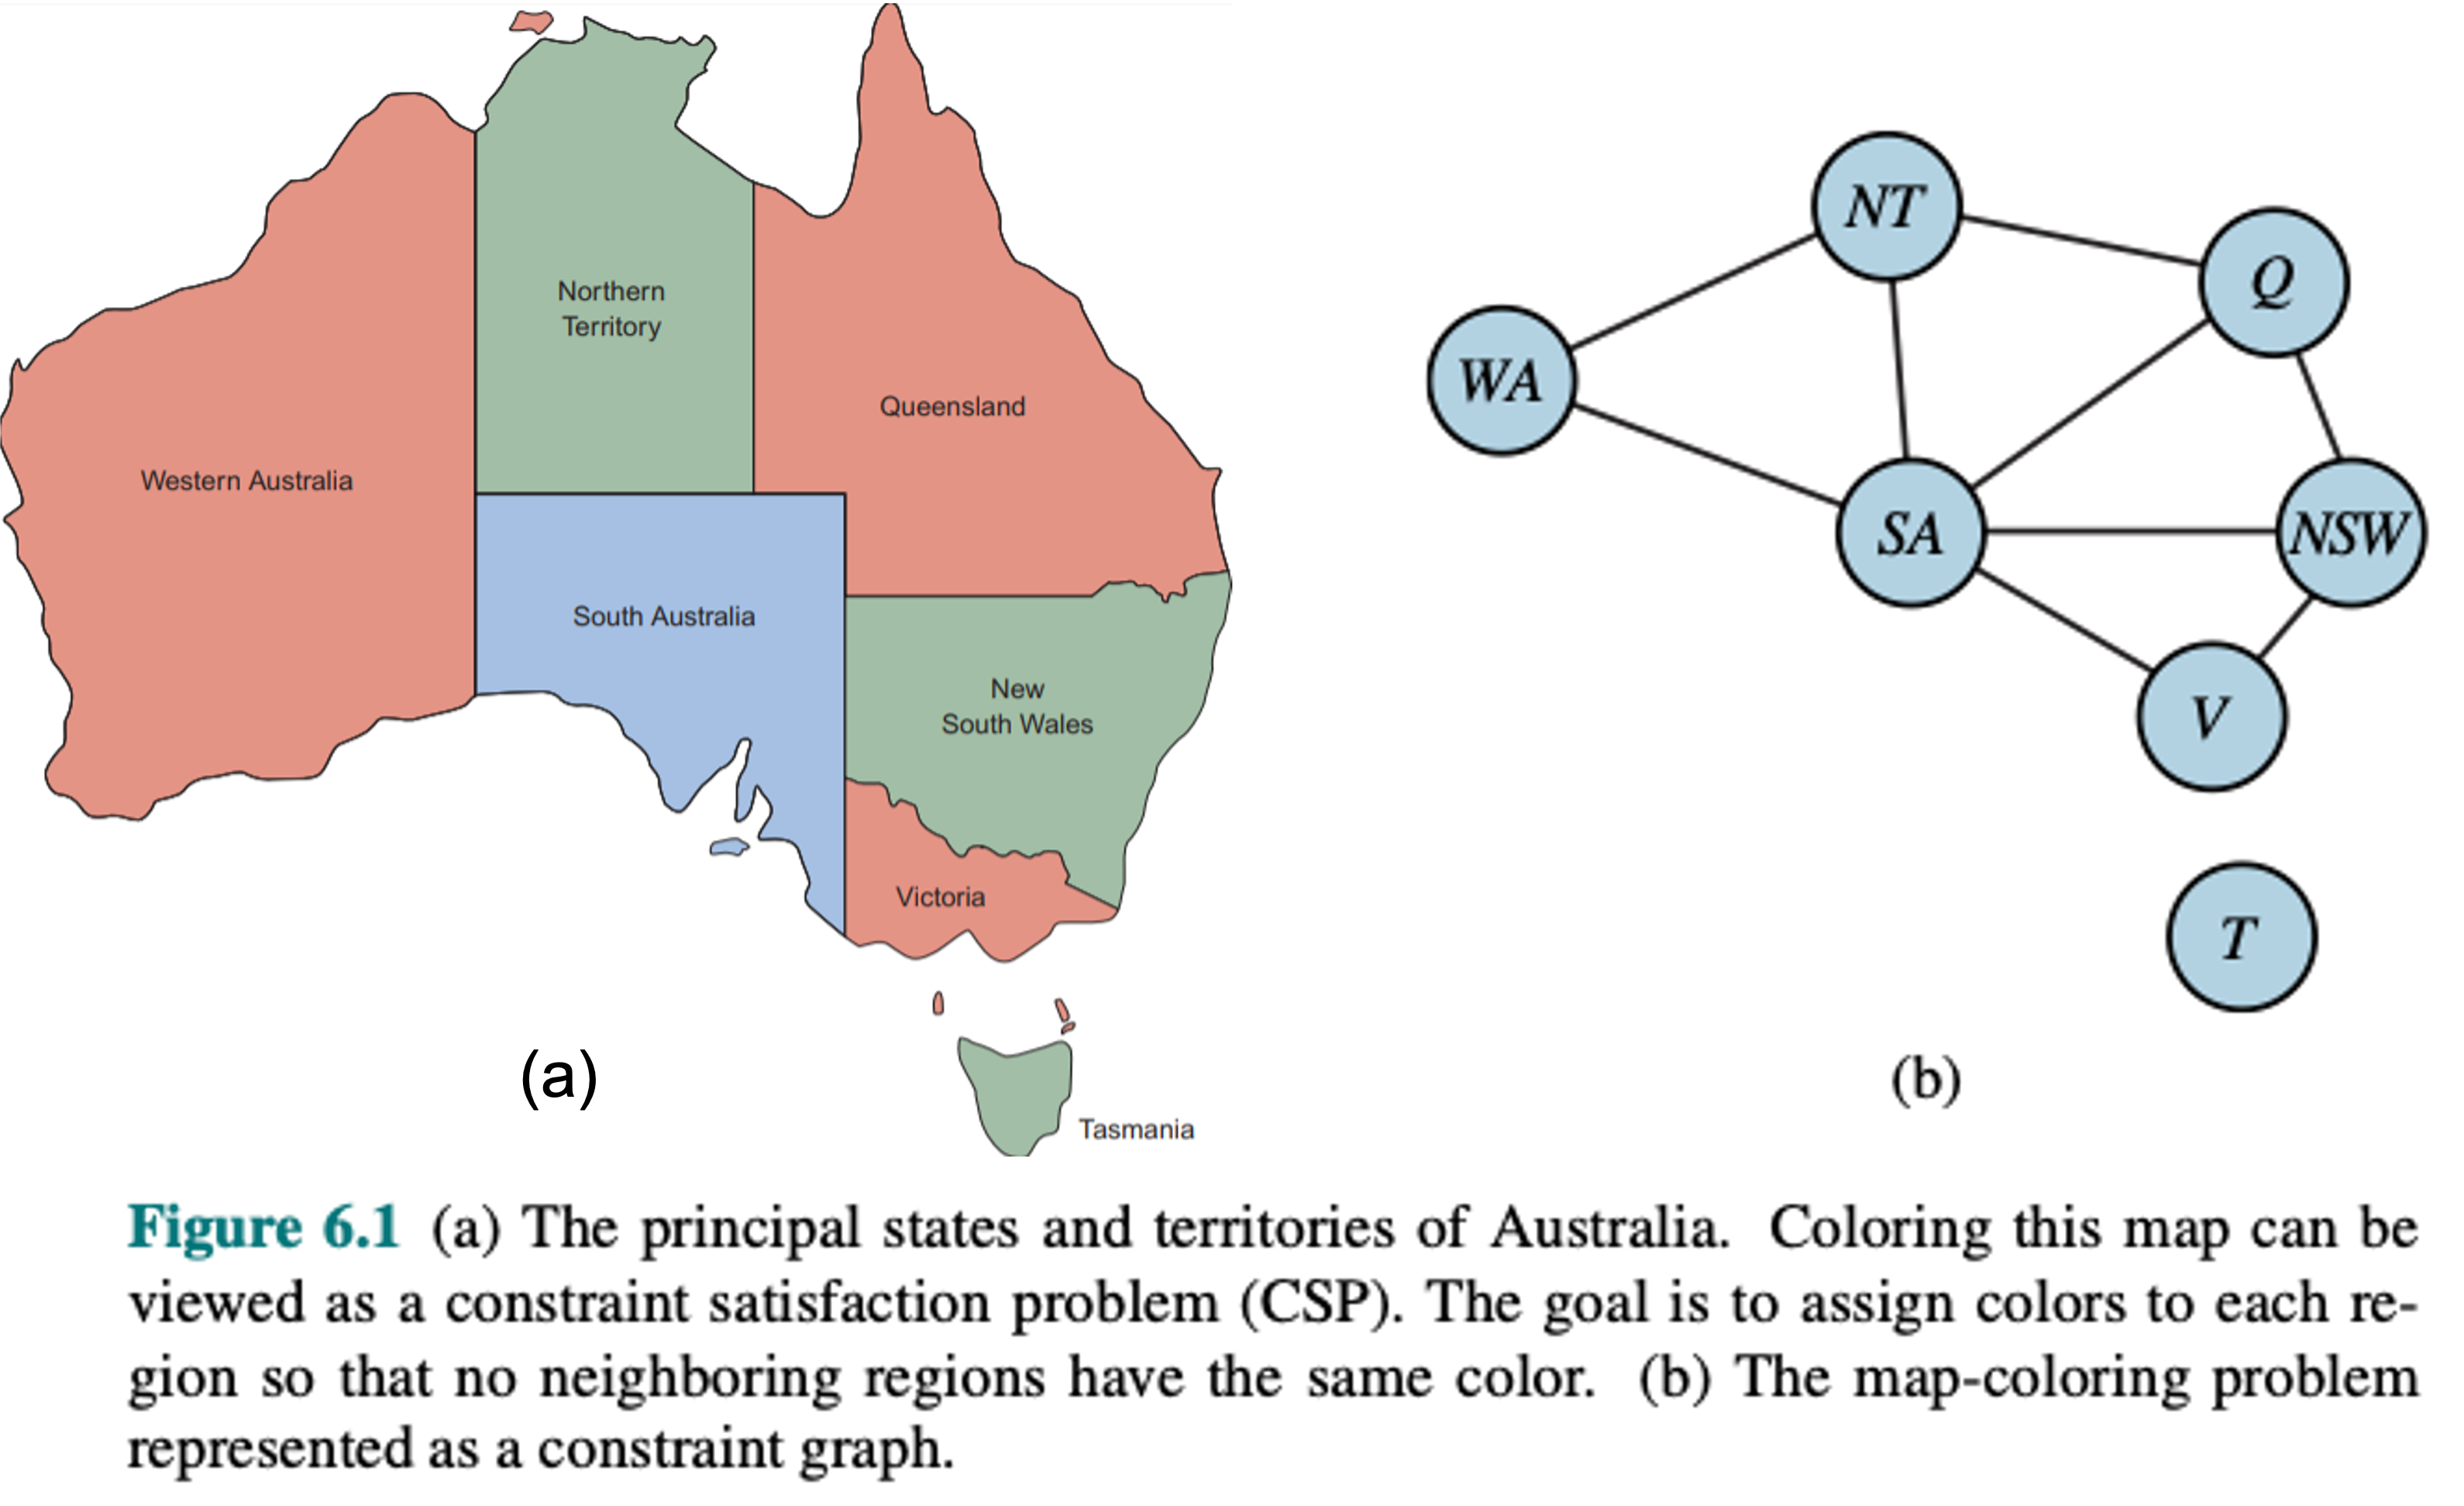 Northern
Territory
Queensland
Western Australia
South Australia
New
South Wales
Victoria
Tasmania
(a)
NT
Q
WA
SA
NSW
V
T
(b)
Figure 6.1 (a) The principal states and territories of Australia. Coloring this map can be
viewed as a constraint satisfaction problem (CSP). The goal is to assign colors to each re-
gion so that no neighboring regions have the same color. (b) The map-coloring problem
represented as a constraint graph.